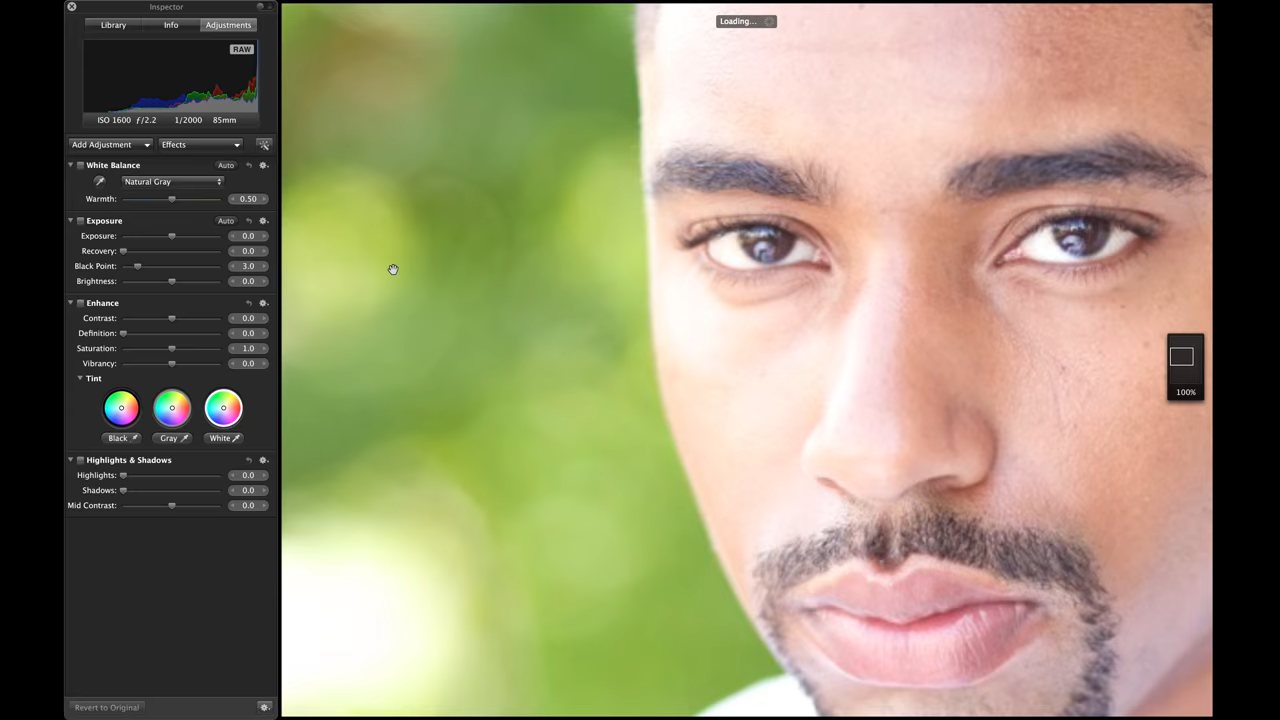 Inspector
Library Info Adjustments
RAW
ISO 1600 ƒ/2.2 1/2000 85mm
Add Adjustment Effects
White Balance Auto
Natural Gray
Warmth: 0.50
Exposure Auto
Exposure: 0.0
Recovery: 0.0
Black Point: 3.0
Brightness: 0.0
Enhance
Contrast: 0.0
Definition: 0.0
Saturation: 1.0
Vibrancy: 0.0
Tint
Black Gray White
Highlights & Shadows
Highlights: 0.0
Shadows: 0.0
Mid Contrast: 0.0
Revert to Original
Loading...
100%